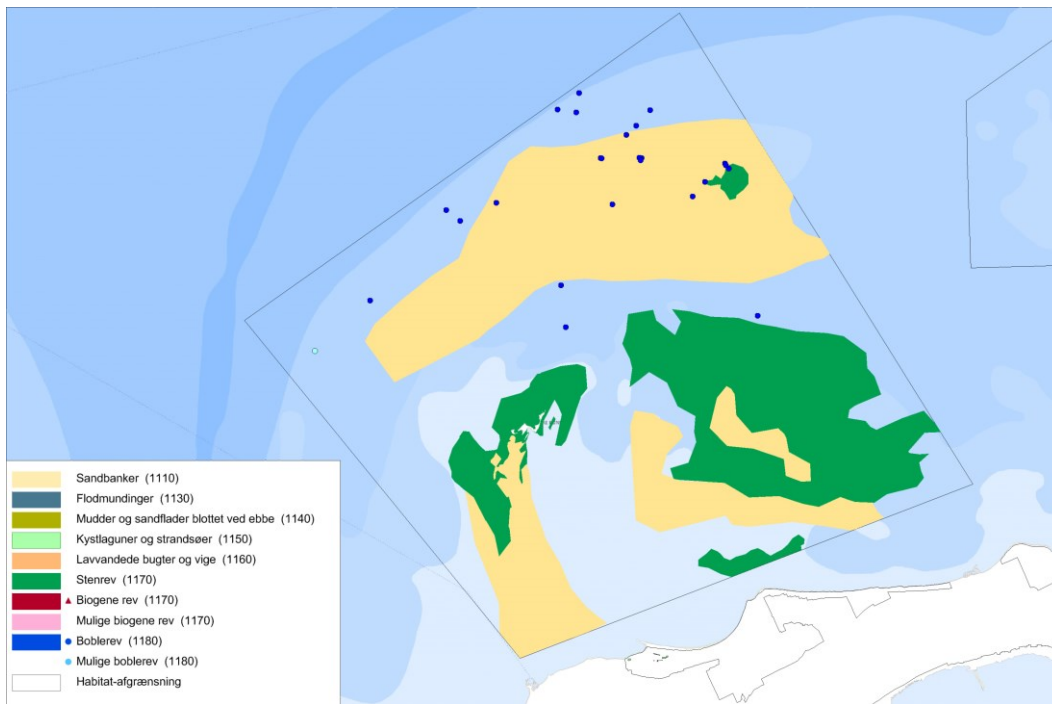 Sandbanker (1110)
Flodmundinger (1130)
Mudder og sandflader blottet ved ebbe (1140)
Kystlaguner og strandsøer (1150)
Lavvandede bugter og vige (1160)
Stenrev (1170)
Biogene rev (1170)
Mulige biogene rev (1170)
Boblerev (1180)
Mulige boblerev (1180)
Habitat-afgrænsning